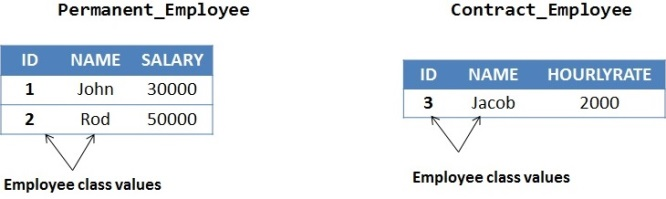 Permanent_Employee
ID NAME SALARY
1 John 30000
2 Rod 50000
Employee class values
Contract_Employee
ID NAME HOURLYRATE
3 Jacob 2000
Employee class values